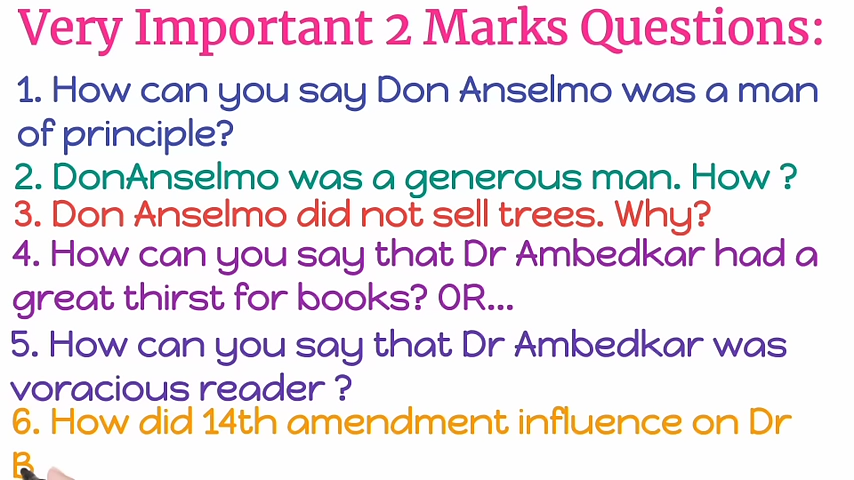 Very Important 2 Marks Questions:
1. How can you say Don Anselmo was a man
of principle?
2. DonAnselmo was a generous man. How ?
3. Don Anselmo did not sell trees. Why?
4. How can you say that Dr Ambedkar had a
great thirst for books? OR...
5. How can you say that Dr Ambedkar was
voracious reader ?
6. How did 14th amendment influence on Dr
B